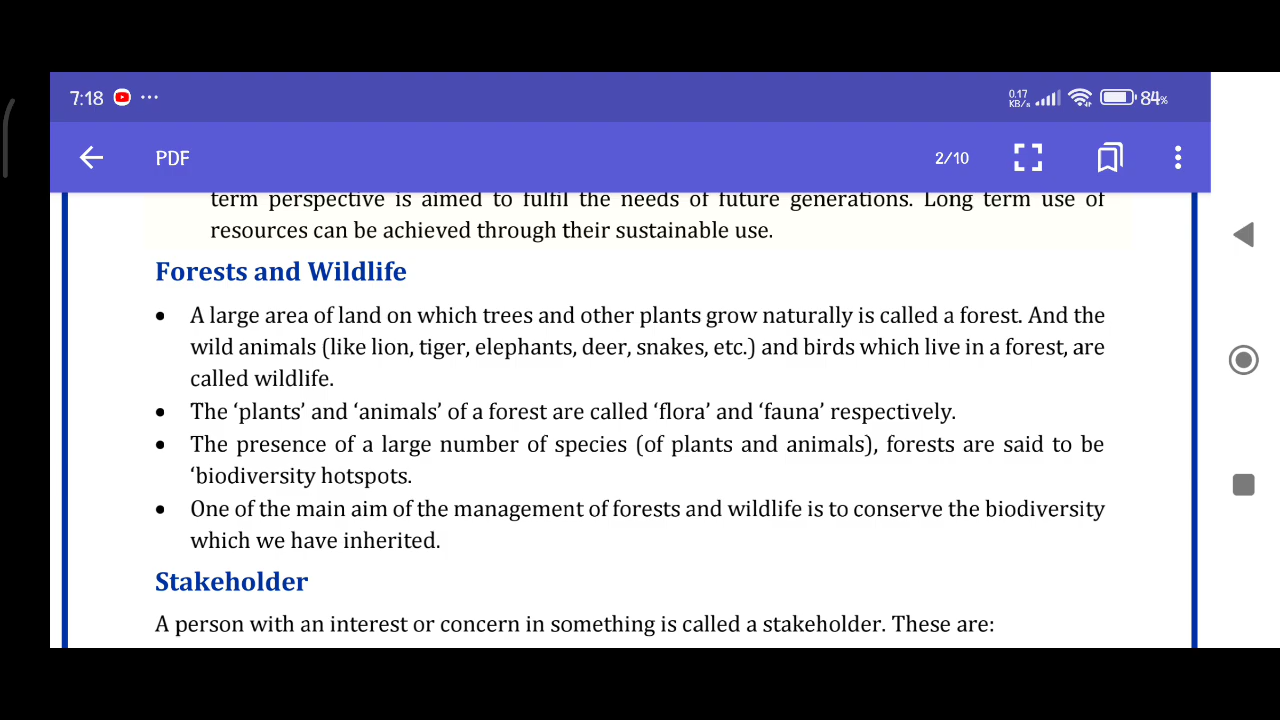 7:18 ... 0.17 KB/s 84%
PDF 2/10
term perspective is aimed to fulfil the needs of future generations. Long term use of
resources can be achieved through their sustainable use.
Forests and Wildlife
• A large area of land on which trees and other plants grow naturally is called a forest. And the
wild animals (like lion, tiger, elephants, deer, snakes, etc.) and birds which live in a forest, are
called wildlife.
• The ‘plants’ and ‘animals’ of a forest are called ‘flora’ and ‘fauna’ respectively.
• The presence of a large number of species (of plants and animals), forests are said to be
‘biodiversity hotspots.
• One of the main aim of the management of forests and wildlife is to conserve the biodiversity
which we have inherited.
Stakeholder
A person with an interest or concern in something is called a stakeholder. These are: